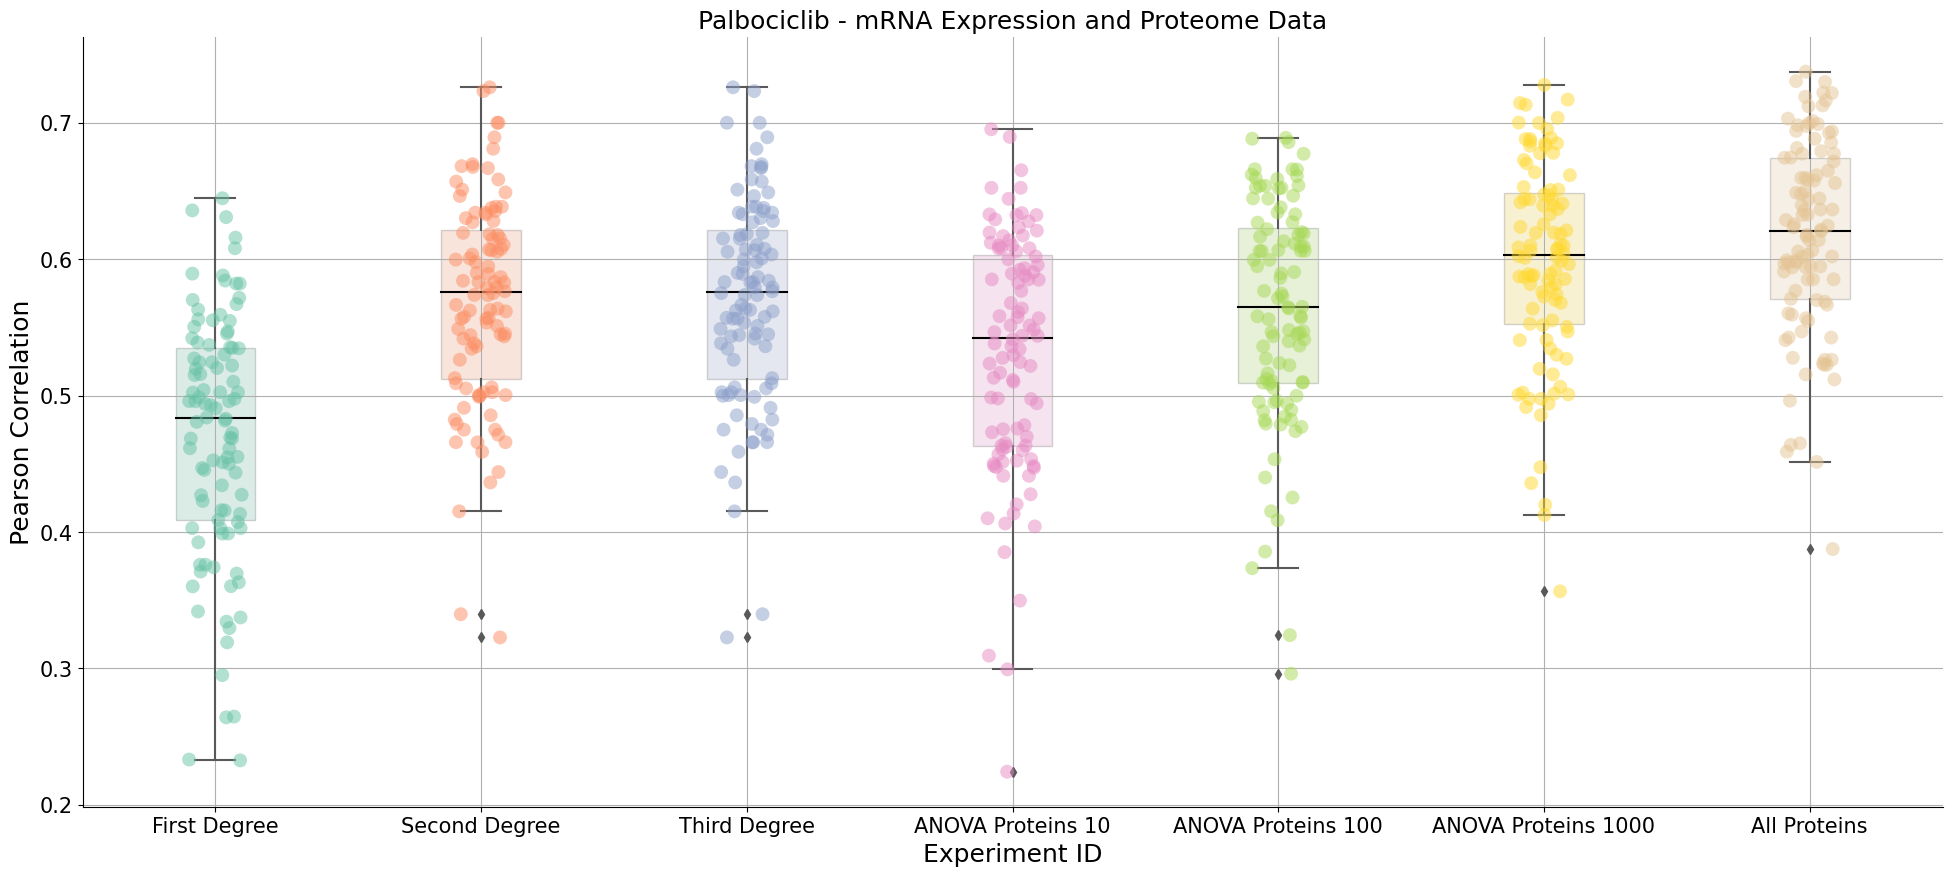 Palbociclib - mRNA Expression and Proteome Data
Pearson Correlation
0.7
0.6
0.5
0.4
0.3
0.2
First Degree
Second Degree
Third Degree
ANOVA Proteins 10
ANOVA Proteins 100
ANOVA Proteins 1000
All Proteins
Experiment ID